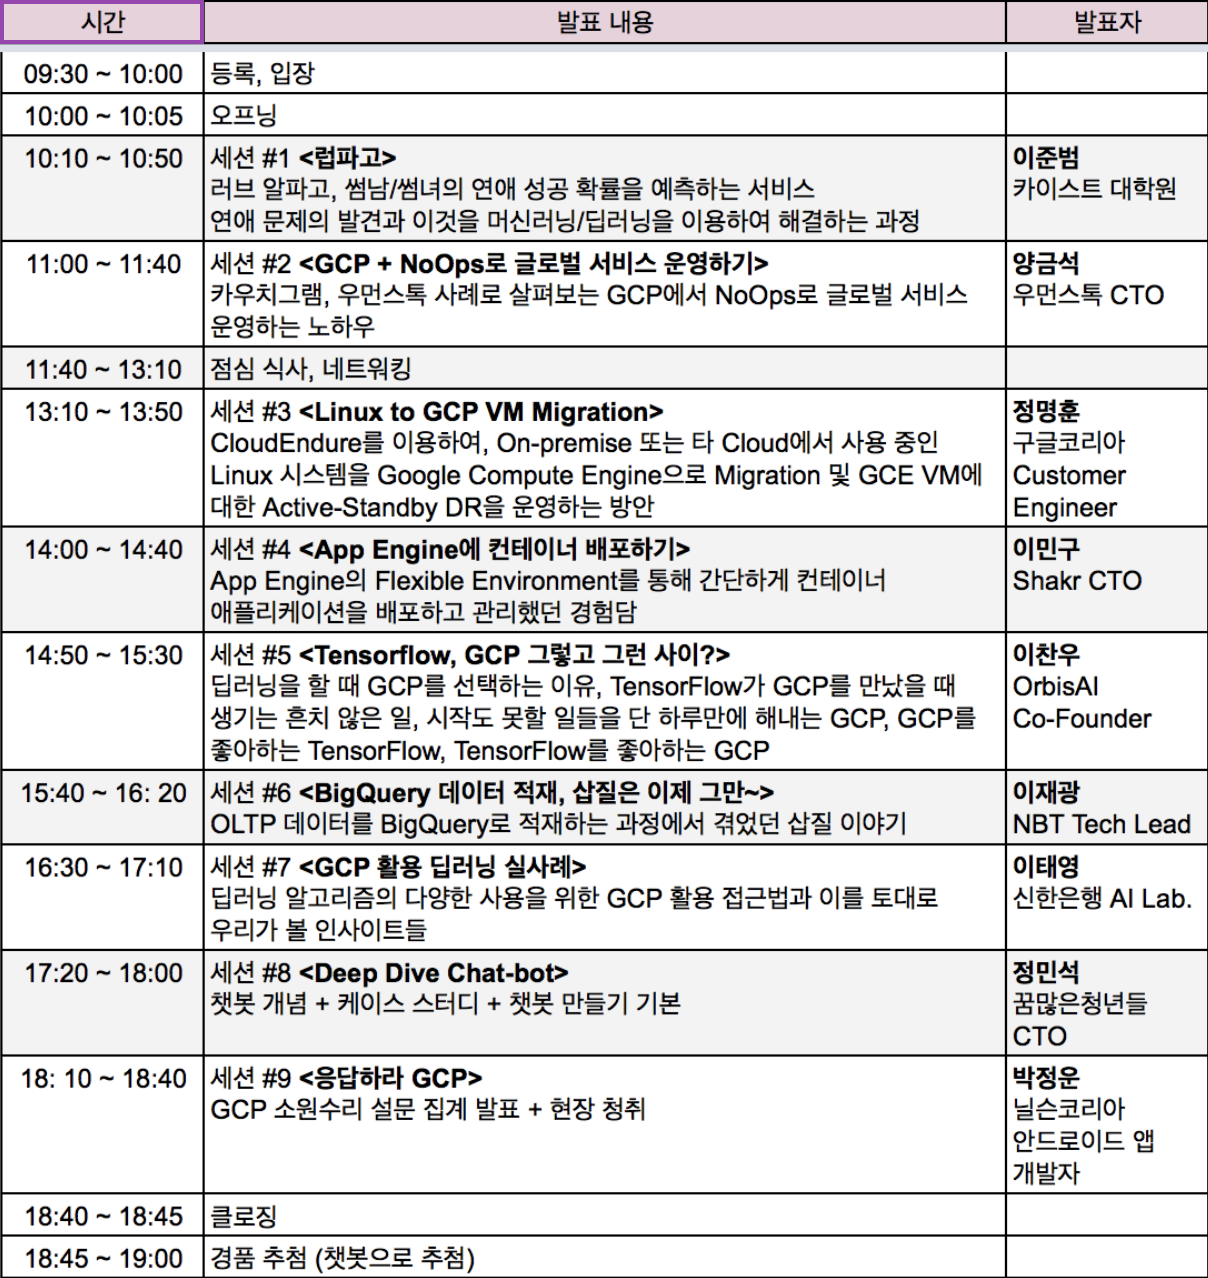 시간 발표 내용 발표자
09:30 ~ 10:00 등록, 입장
10:00 ~ 10:05 오프닝
10:10 ~ 10:50 세션 #1 <럽파고> 이준범
러브 알파고, 썸남/썸녀의 연애 성공 확률을 예측하는 서비스 카이스트 대학원
연애 문제의 발견과 이것을 머신러닝/딥러닝을 이용하여 해결하는 과정
11:00 ~ 11:40 세션 #2 <GCP + NoOps로 글로벌 서비스 운영하기> 양금석
카우치그램, 우먼스톡 사례로 살펴보는 GCP에서 NoOps로 글로벌 서비스 우먼스톡 CTO
운영하는 노하우
11:40 ~ 13:10 점심 식사, 네트워킹
13:10 ~ 13:50 세션 #3 <Linux to GCP VM Migration> 정명훈
CloudEndure를 이용하여, On-premise 또는 타 Cloud에서 사용 중인 구글코리아
Linux 시스템을 Google Compute Engine으로 Migration 및 GCE VM에 Customer
대한 Active-Standby DR을 운영하는 방안 Engineer
14:00 ~ 14:40 세션 #4 <App Engine에 컨테이너 배포하기> 이민구
App Engine의 Flexible Environment를 통해 간단하게 컨테이너 Shakr CTO
애플리케이션을 배포하고 관리했던 경험담
14:50 ~ 15:30 세션 #5 <Tensorflow, GCP 그렇고 그런 사이?> 이찬우
딥러닝을 할 때 GCP를 선택하는 이유, TensorFlow가 GCP를 만났을 때 OrbisAI
생기는 흔치 않은 일, 시작도 못할 일들을 단 하루만에 해내는 GCP, GCP를 Co-Founder
좋아하는 TensorFlow, TensorFlow를 좋아하는 GCP
15:40 ~ 16: 20 세션 #6 <BigQuery 데이터 적재, 삽질은 이제 그만~> 이재광
OLTP 데이터를 BigQuery로 적재하는 과정에서 겪었던 삽질 이야기 NBT Tech Lead
16:30 ~ 17:10 세션 #7 <GCP 활용 딥러닝 실사례> 이태영
딥러닝 알고리즘의 다양한 사용을 위한 GCP 활용 접근법과 이를 토대로 신한은행 AI Lab.
우리가 볼 인사이트들
17:20 ~ 18:00 세션 #8 <Deep Dive Chat-bot> 정민석
챗봇 개념 + 케이스 스터디 + 챗봇 만들기 기본 꿈많은청년들
CTO
18: 10 ~ 18:40 세션 #9 <응답하라 GCP> 박정운
GCP 소원수리 설문 집계 발표 + 현장 청취 닐슨코리아
안드로이드 앱
개발자
18:40 ~ 18:45 클로징
18:45 ~ 19:00 경품 추첨 (챗봇으로 추첨)